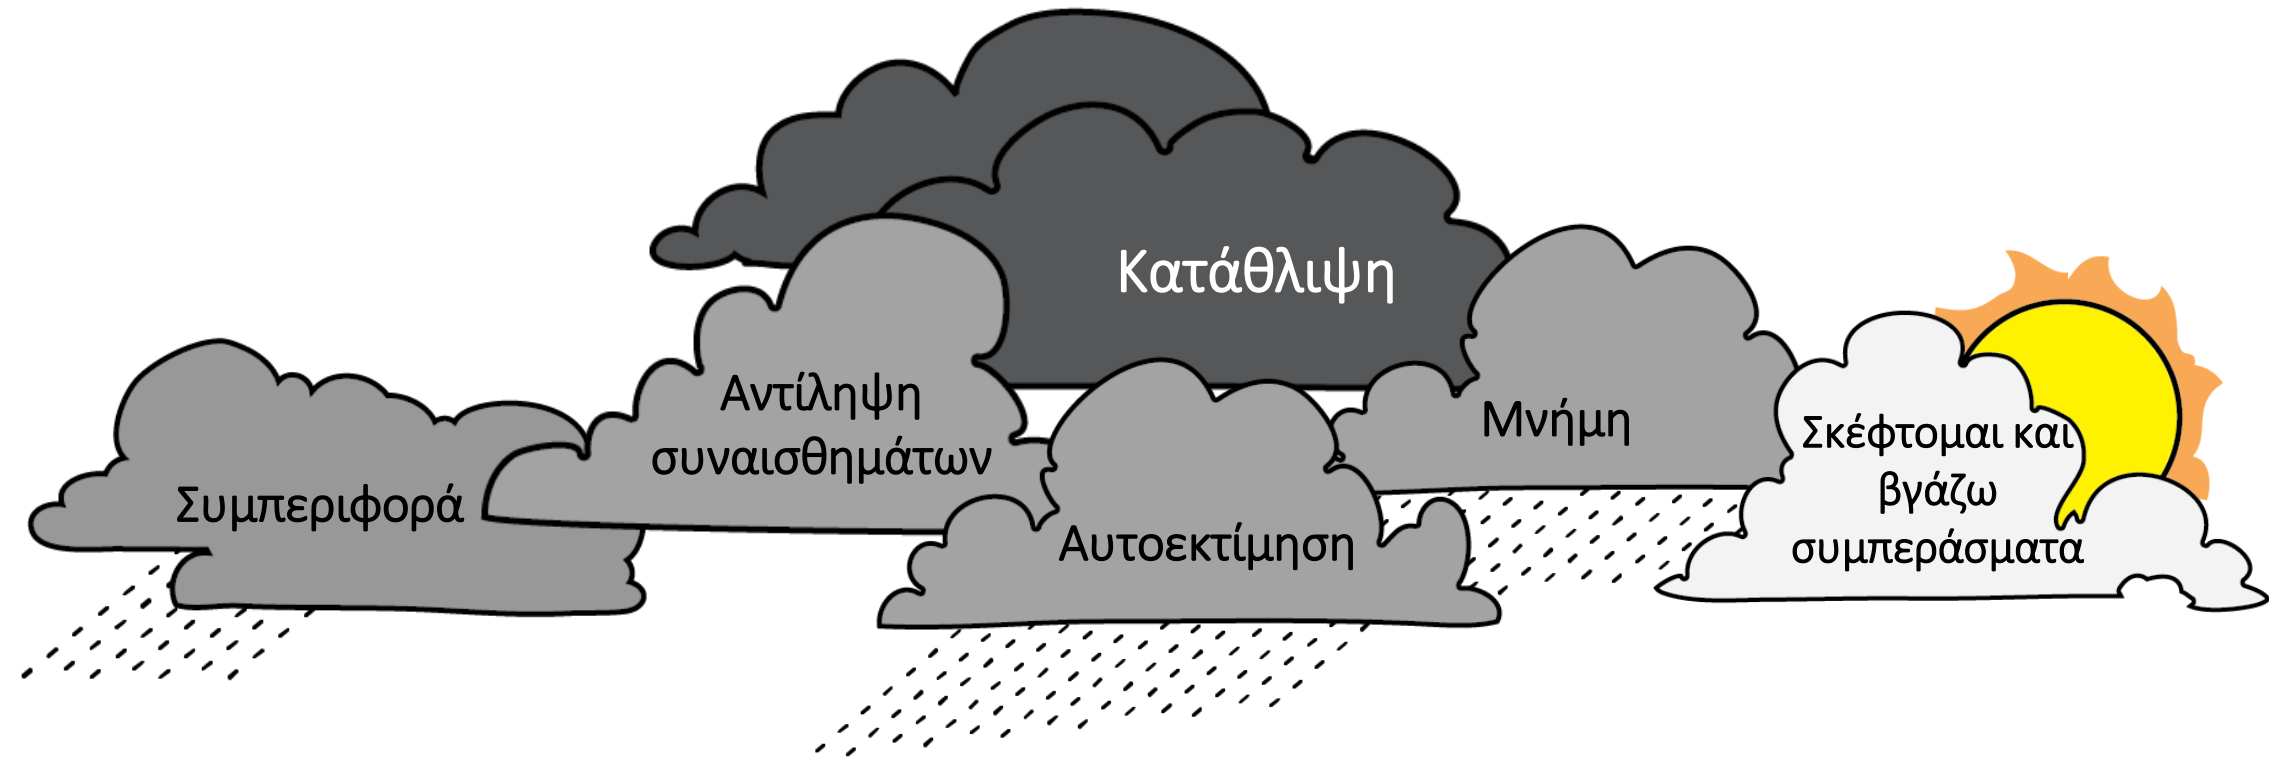 Κατάθλιψη
Συμπεριφορά
Αντίληψη
συναισθημάτων
Αυτοεκτίμηση
Μνήμη
Σκέφτομαι και
βγάζω
συμπεράσματα